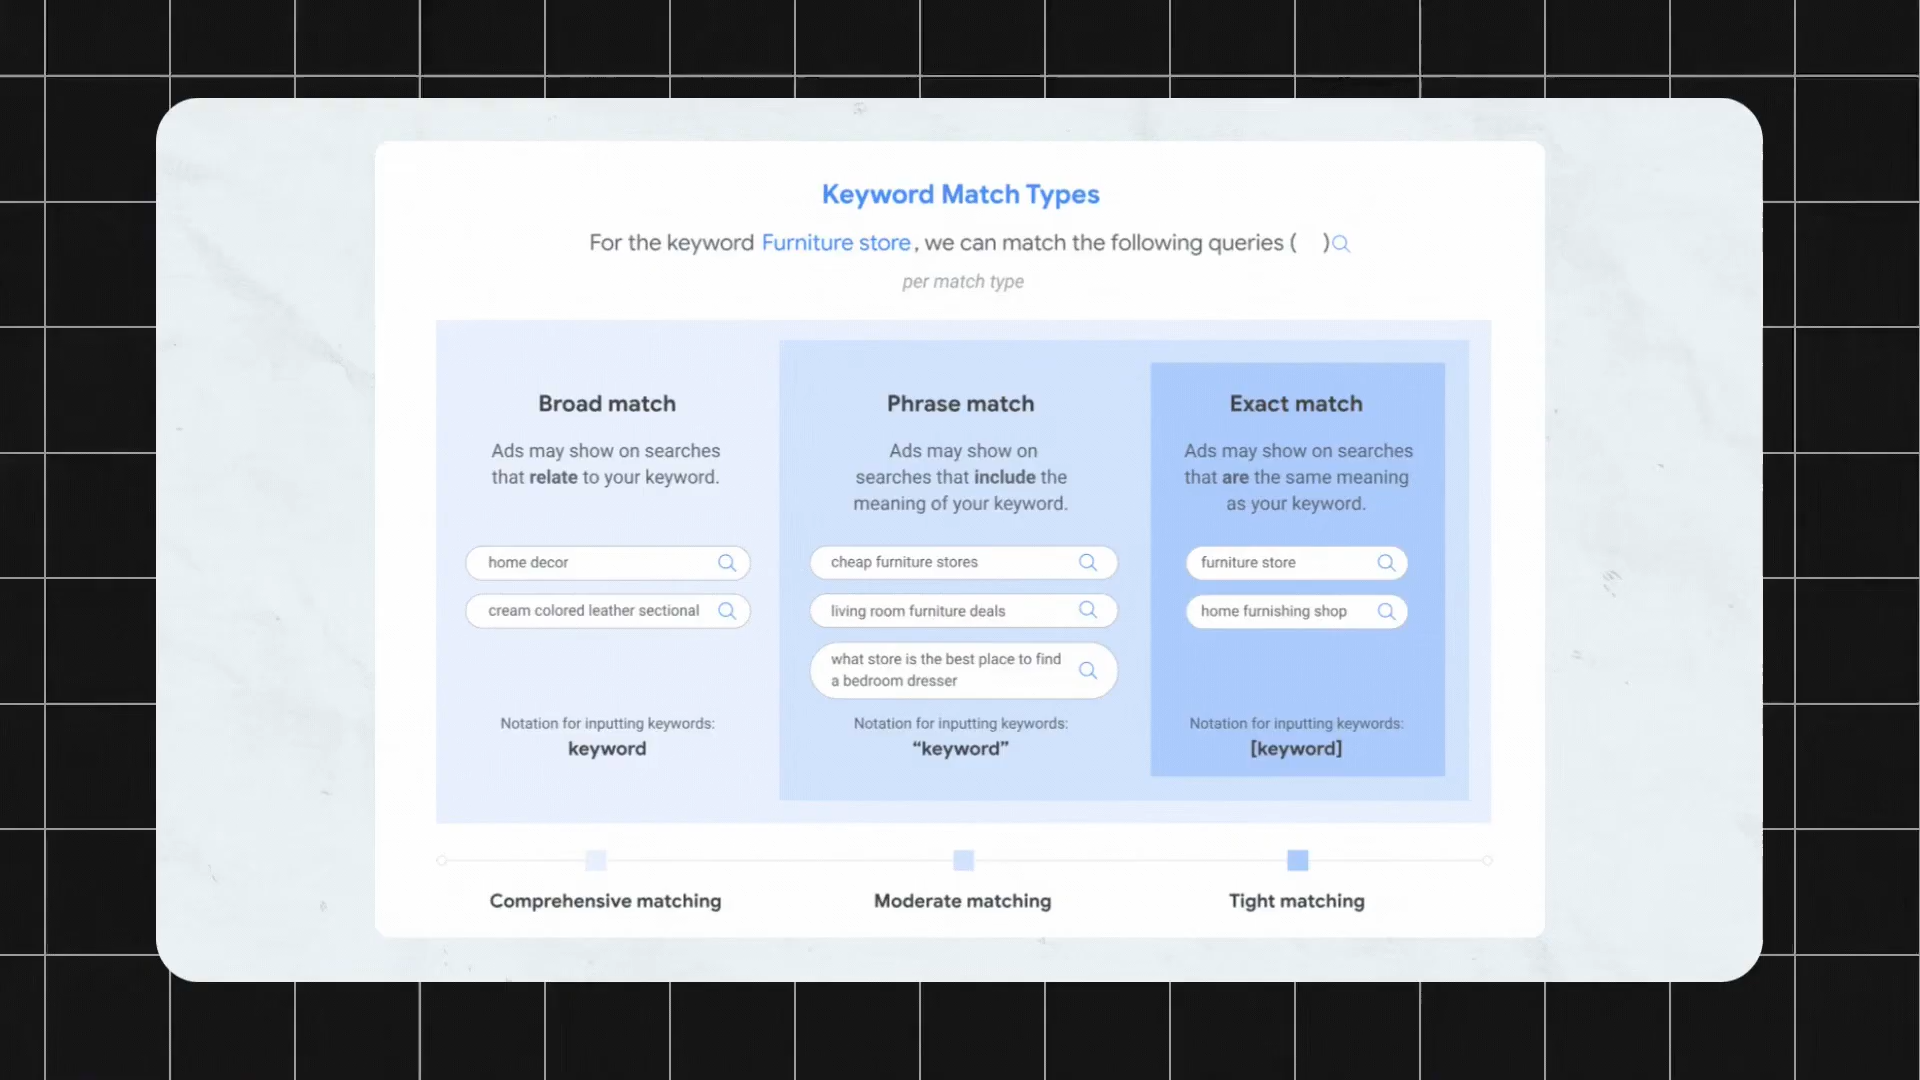 Keyword Match Types
For the keyword Furniture store, we can match the following queries ( )
per match type
Broad match
Ads may show on searches
that relate to your keyword.
home decor
cream colored leather sectional
Notation for inputting keywords:
keyword
Phrase match
Ads may show on
searches that include the
meaning of your keyword.
cheap furniture stores
living room furniture deals
what store is the best place to find
a bedroom dresser
Notation for inputting keywords:
“keyword”
Exact match
Ads may show on searches
that are the same meaning
as your keyword.
furniture store
home furnishing shop
Notation for inputting keywords:
[keyword]
Comprehensive matching
Moderate matching
Tight matching